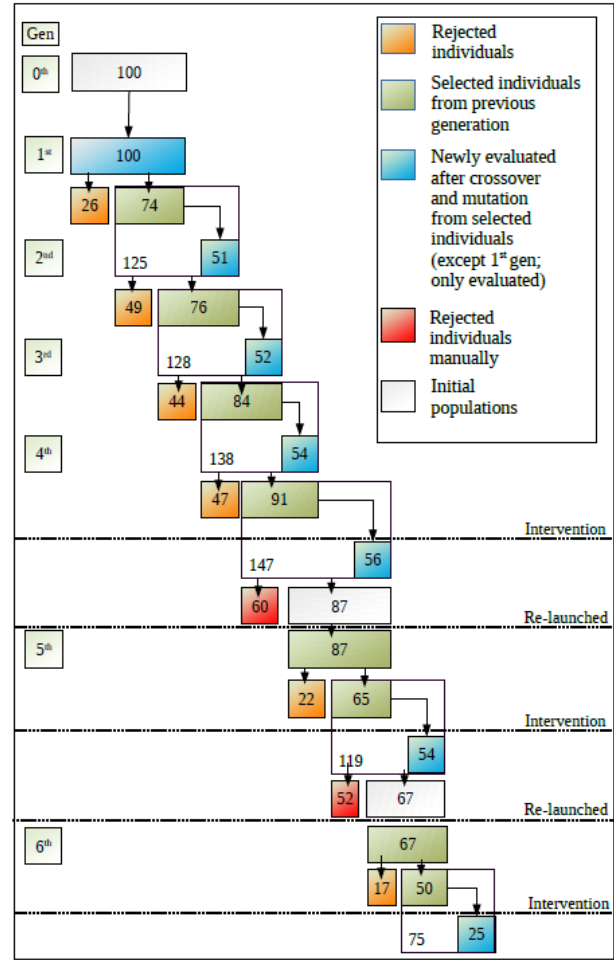 Gen
0th
100
1st
100
26
74
2nd
125
51
49
76
3rd
128
52
44
84
4th
138
54
47
91
Intervention
147
56
60
87
Re-launched
5th
87
22
65
Intervention
119
54
52
67
Re-launched
6th
67
17
50
Intervention
75
25
Rejected
individuals
Selected individuals
from previous
generation
Newly evaluated
after crossover
and mutation
from selected
individuals
(except 1st gen;
only evaluated)
Rejected
individuals
manually
Initial
populations